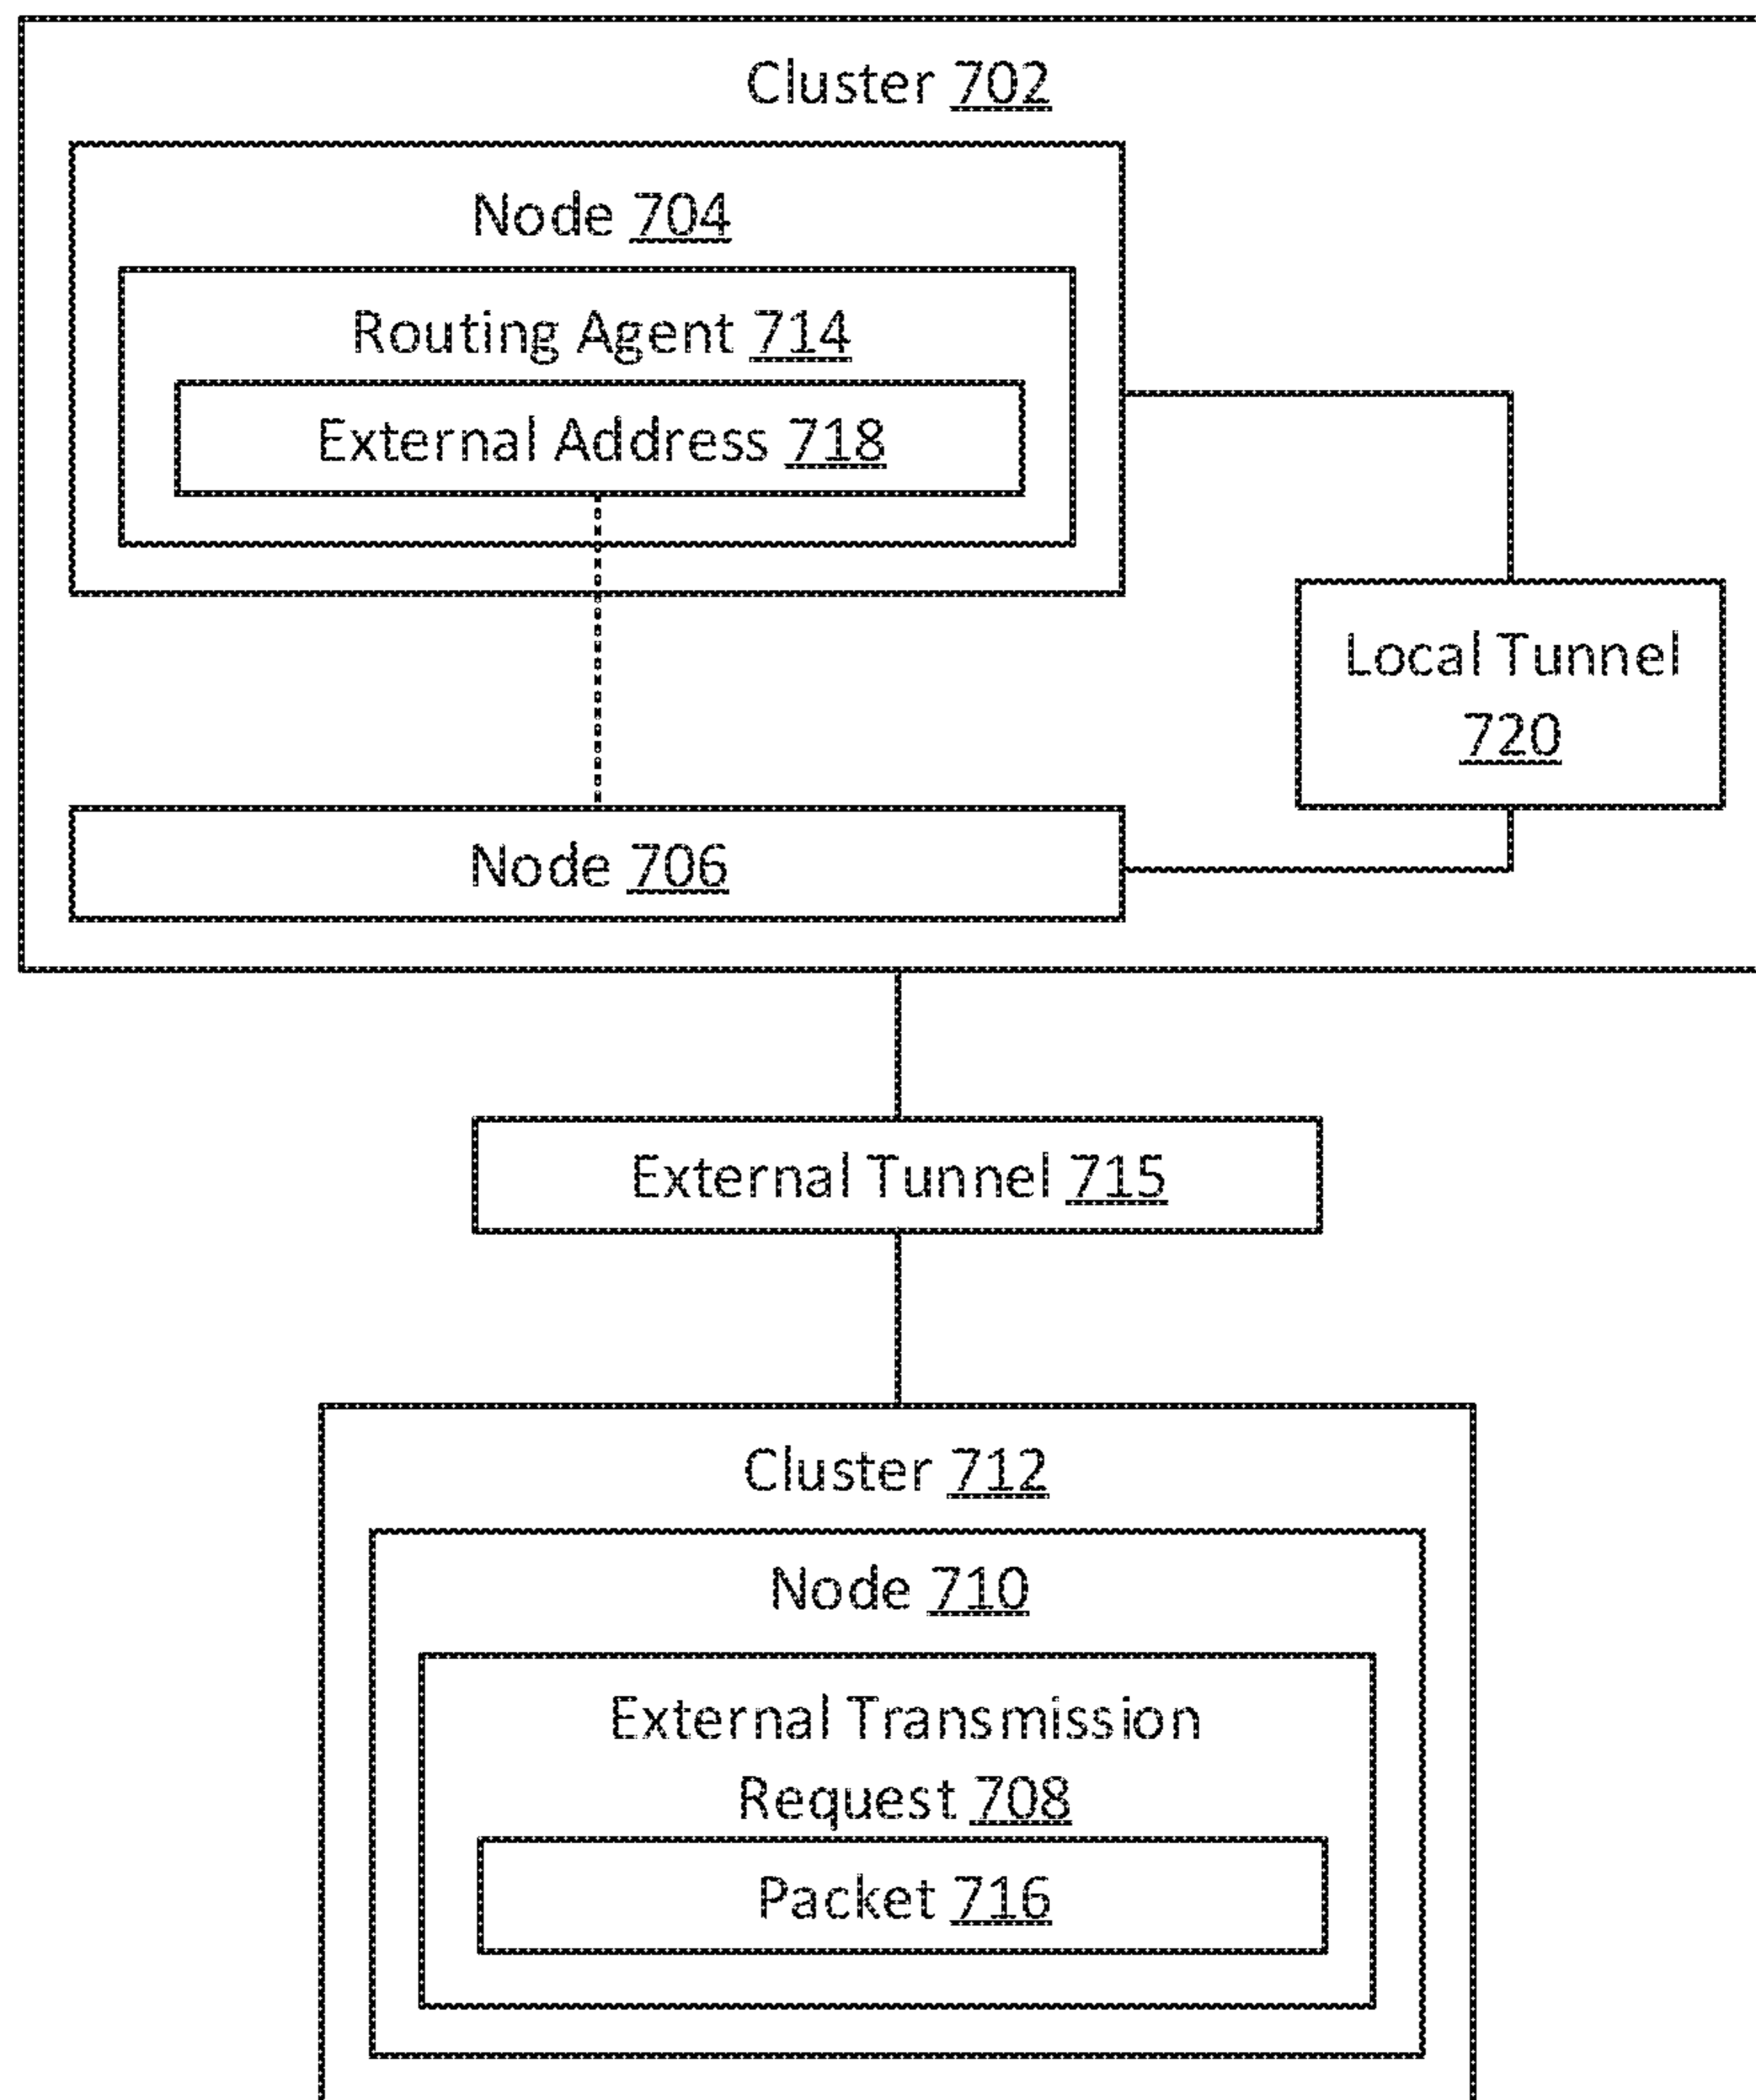 Cluster 702
Node 704
Routing Agent 714
External Address 718
Local Tunnel
720
Node 706
External Tunnel 715
Cluster 712
Node 710
External Transmission
Request 708
Packet 716